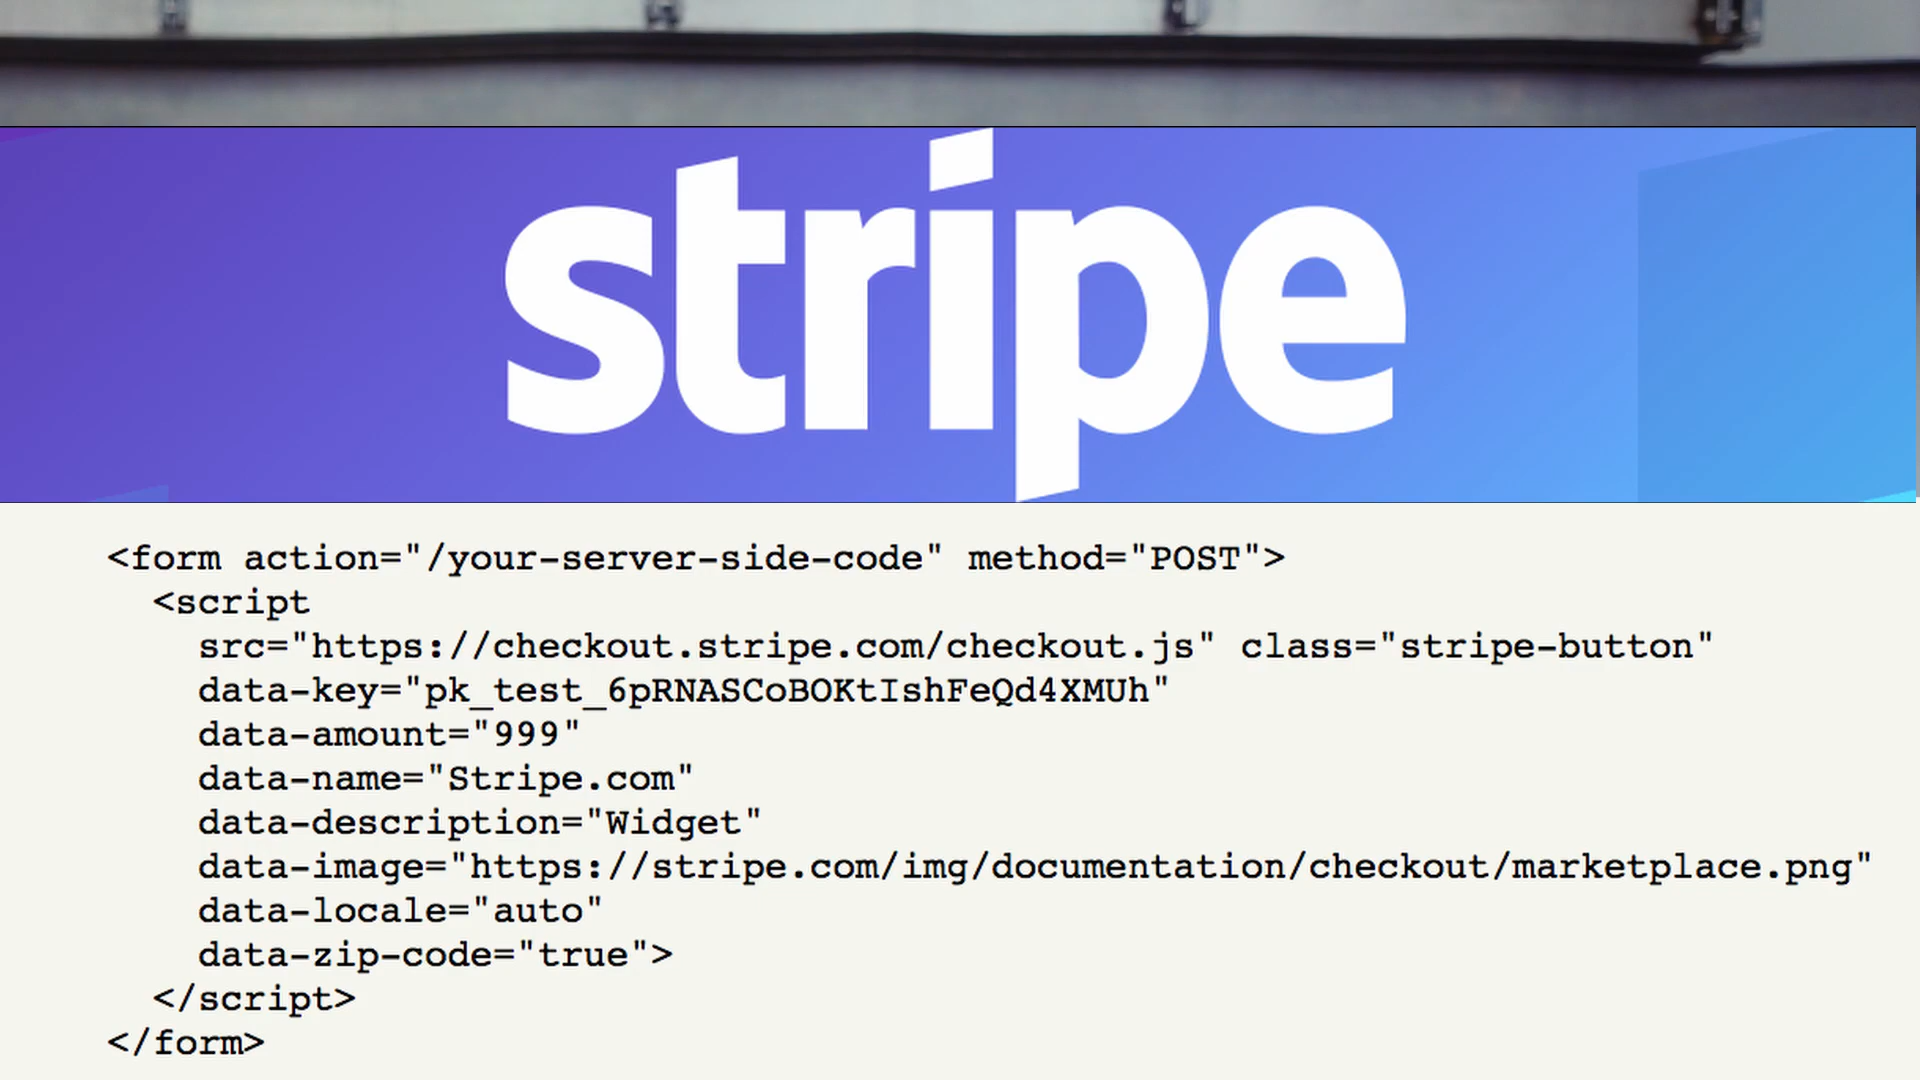 stripe
<form action="/your-server-side-code" method="POST">
<script
src="https://checkout.stripe.com/checkout.js" class="stripe-button"
data-key="pk_test_6pRNASCoBOKtIshFeQd4XMUh"
data-amount="999"
data-name="Stripe.com"
data-description="Widget"
data-image="https://stripe.com/img/documentation/checkout/marketplace.png"
data-locale="auto"
data-zip-code="true">
</script>
</form>